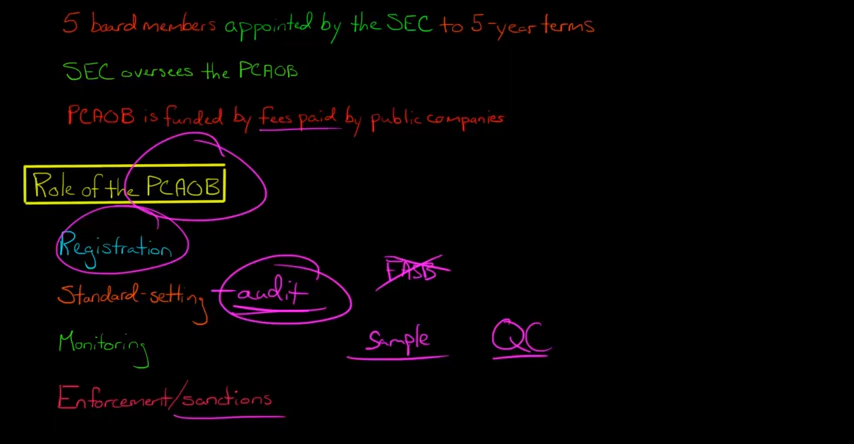 5 board members appointed by the SEC to 5-year terms
SEC oversees the PCAOB
PCAOB is funded by fees paid by public companies
Role of the PCAOB
Registration
FASB
Standard-setting - audit
Monitoring
Sample QC
Enforcement/sanctions